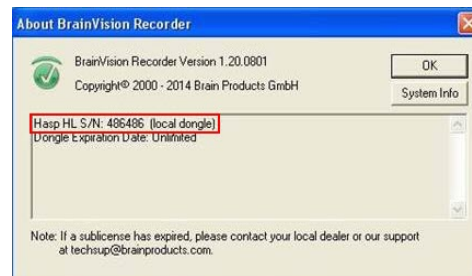 About BrainVision Recorder
BrainVision Recorder Version 1.20.0801
Copyright© 2000 - 2014 Brain Products GmbH
OK
System Info
Hasp HL S/N: 486486 (local dongle)
Dongle Expiration Date: Unlimited
Note: If a sublicense has expired, please contact your local dealer or our support
at techsup@brainproducts.com.